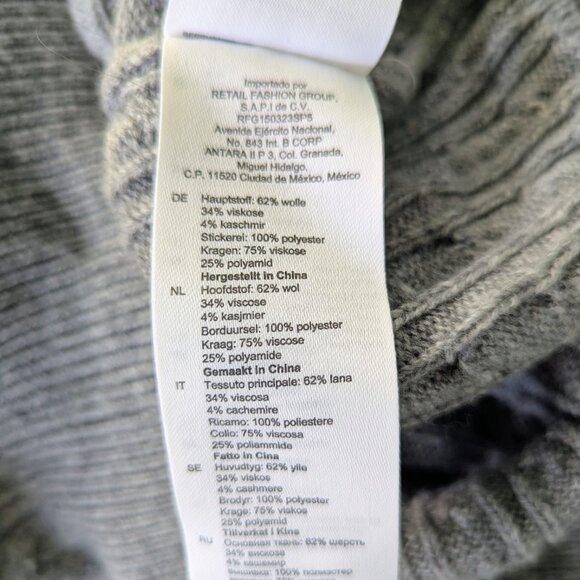 Importado por
RETAIL FASHION GROUP,
S.A.P.I de C.V.
RFG150323SP5
Avenida Ejército Nacional,
No. 843 Int. B CORP
ANTARA II P 3, Col. Granada,
Miguel Hidalgo,
C.P. 11520 Ciudad de México, México
DE Hauptstoff: 62% wolle
34% viskose
4% kaschmir
Stickerei: 100% polyester
Kragen: 75% viskose
25% polyamid
Hergestellt in China
NL Hoofdstof: 62% wol
34% viscose
4% kasjmier
Borduursel: 100% polyester
Kraag: 75% viscose
25% polyamide
Gemaakt in China
IT Tessuto principale: 62% lana
34% viscosa
4% cachemire
Ricamo: 100% poliestere
Collo: 75% viscosa
25% poliammide
Fatto in Cina
SE Huvudtyg: 62% ylle
34% viskos
4% cashmere
Brodyr: 100% polyester
Krage: 75% viskos
25% polyamid
Tillverkat i Kina
RU Основная ткань: 62% шерсть
34% вискоза
4% кашемир
Вышивка: 100% полиэстер